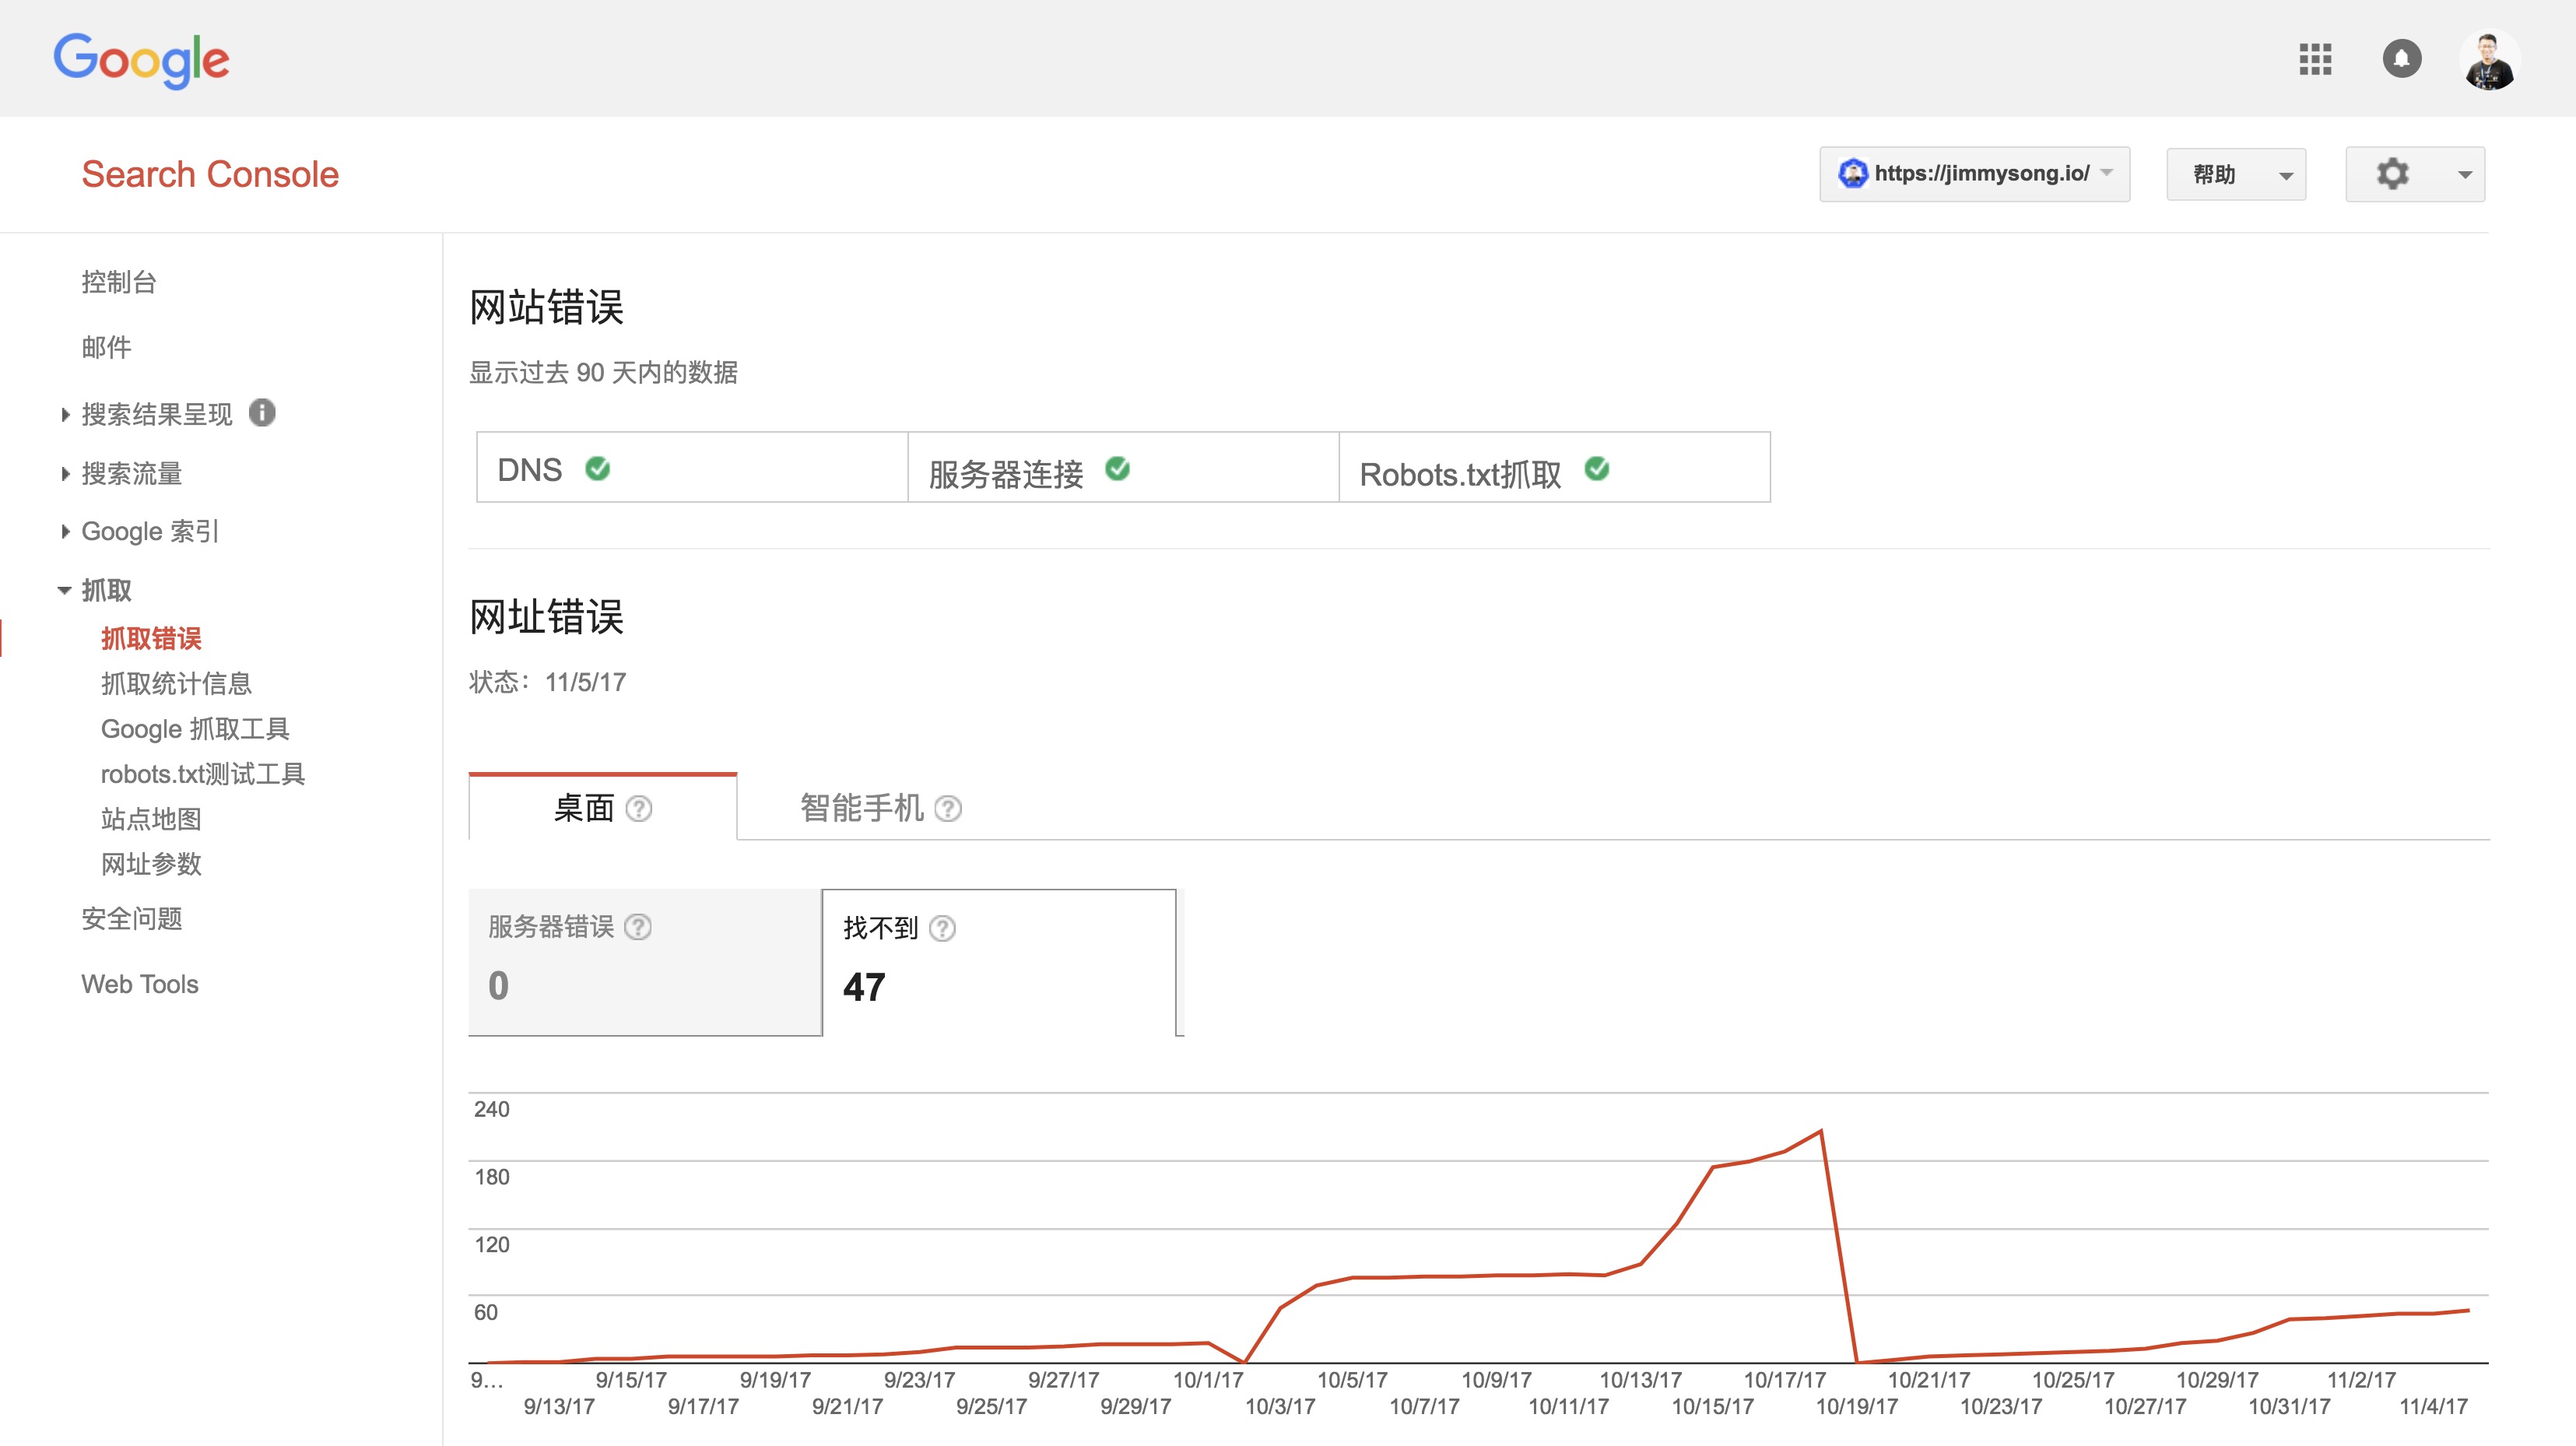 Google
Search Console
https://jimmysong.io/
帮助
控制台
邮件
搜索结果呈现
搜索流量
Google 索引
抓取
抓取错误
抓取统计信息
Google 抓取工具
robots.txt测试工具
站点地图
网址参数
安全问题
Web Tools
网站错误
显示过去 90 天内的数据
DNS
服务器连接
Robots.txt抓取
网址错误
状态：11/5/17
桌面 ?
智能手机 ?
服务器错误 ?
0
找不到 ?
47
240
180
120
60
9... 9/15/17 9/19/17 9/23/17 9/27/17 10/1/17 10/5/17 10/9/17 10/13/17 10/17/17 10/21/17 10/25/17 10/29/17 11/2/17
9/13/17 9/17/17 9/21/17 9/25/17 9/29/17 10/3/17 10/7/17 10/11/17 10/15/17 10/19/17 10/23/17 10/27/17 10/31/17 11/4/17